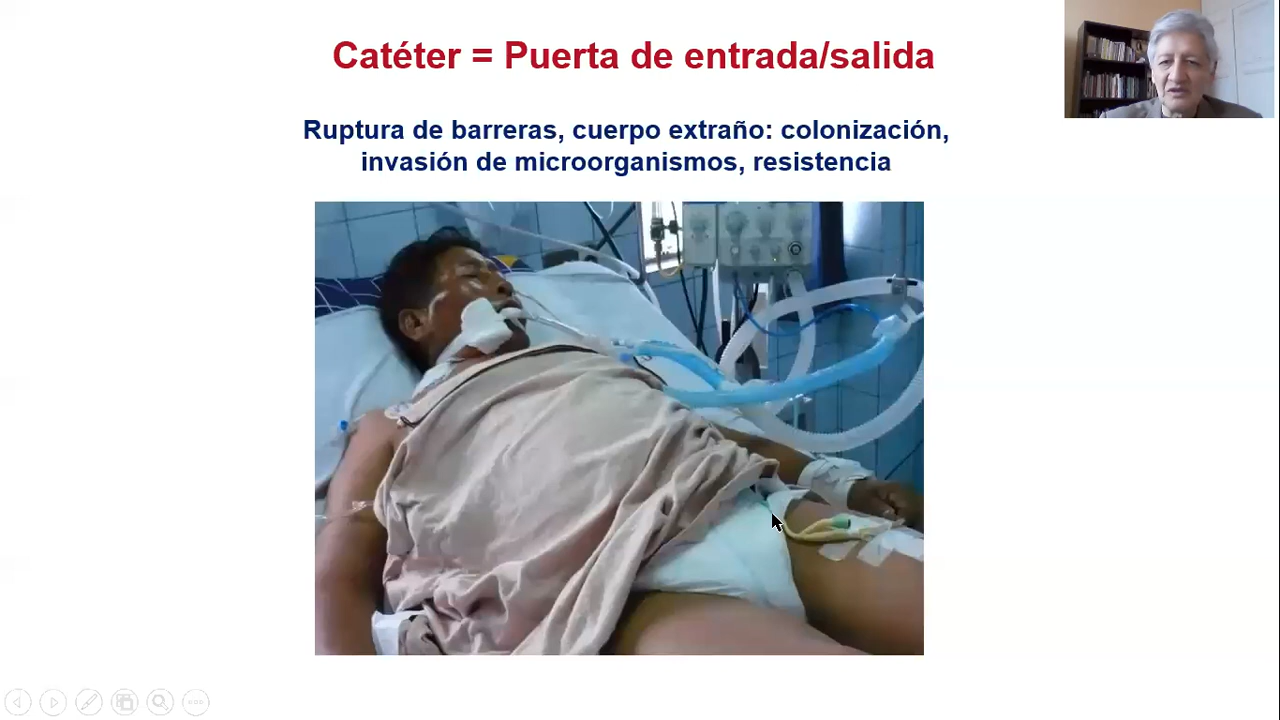 Catéter = Puerta de entrada/salida
Ruptura de barreras, cuerpo extraño: colonización,
invasión de microorganismos, resistencia